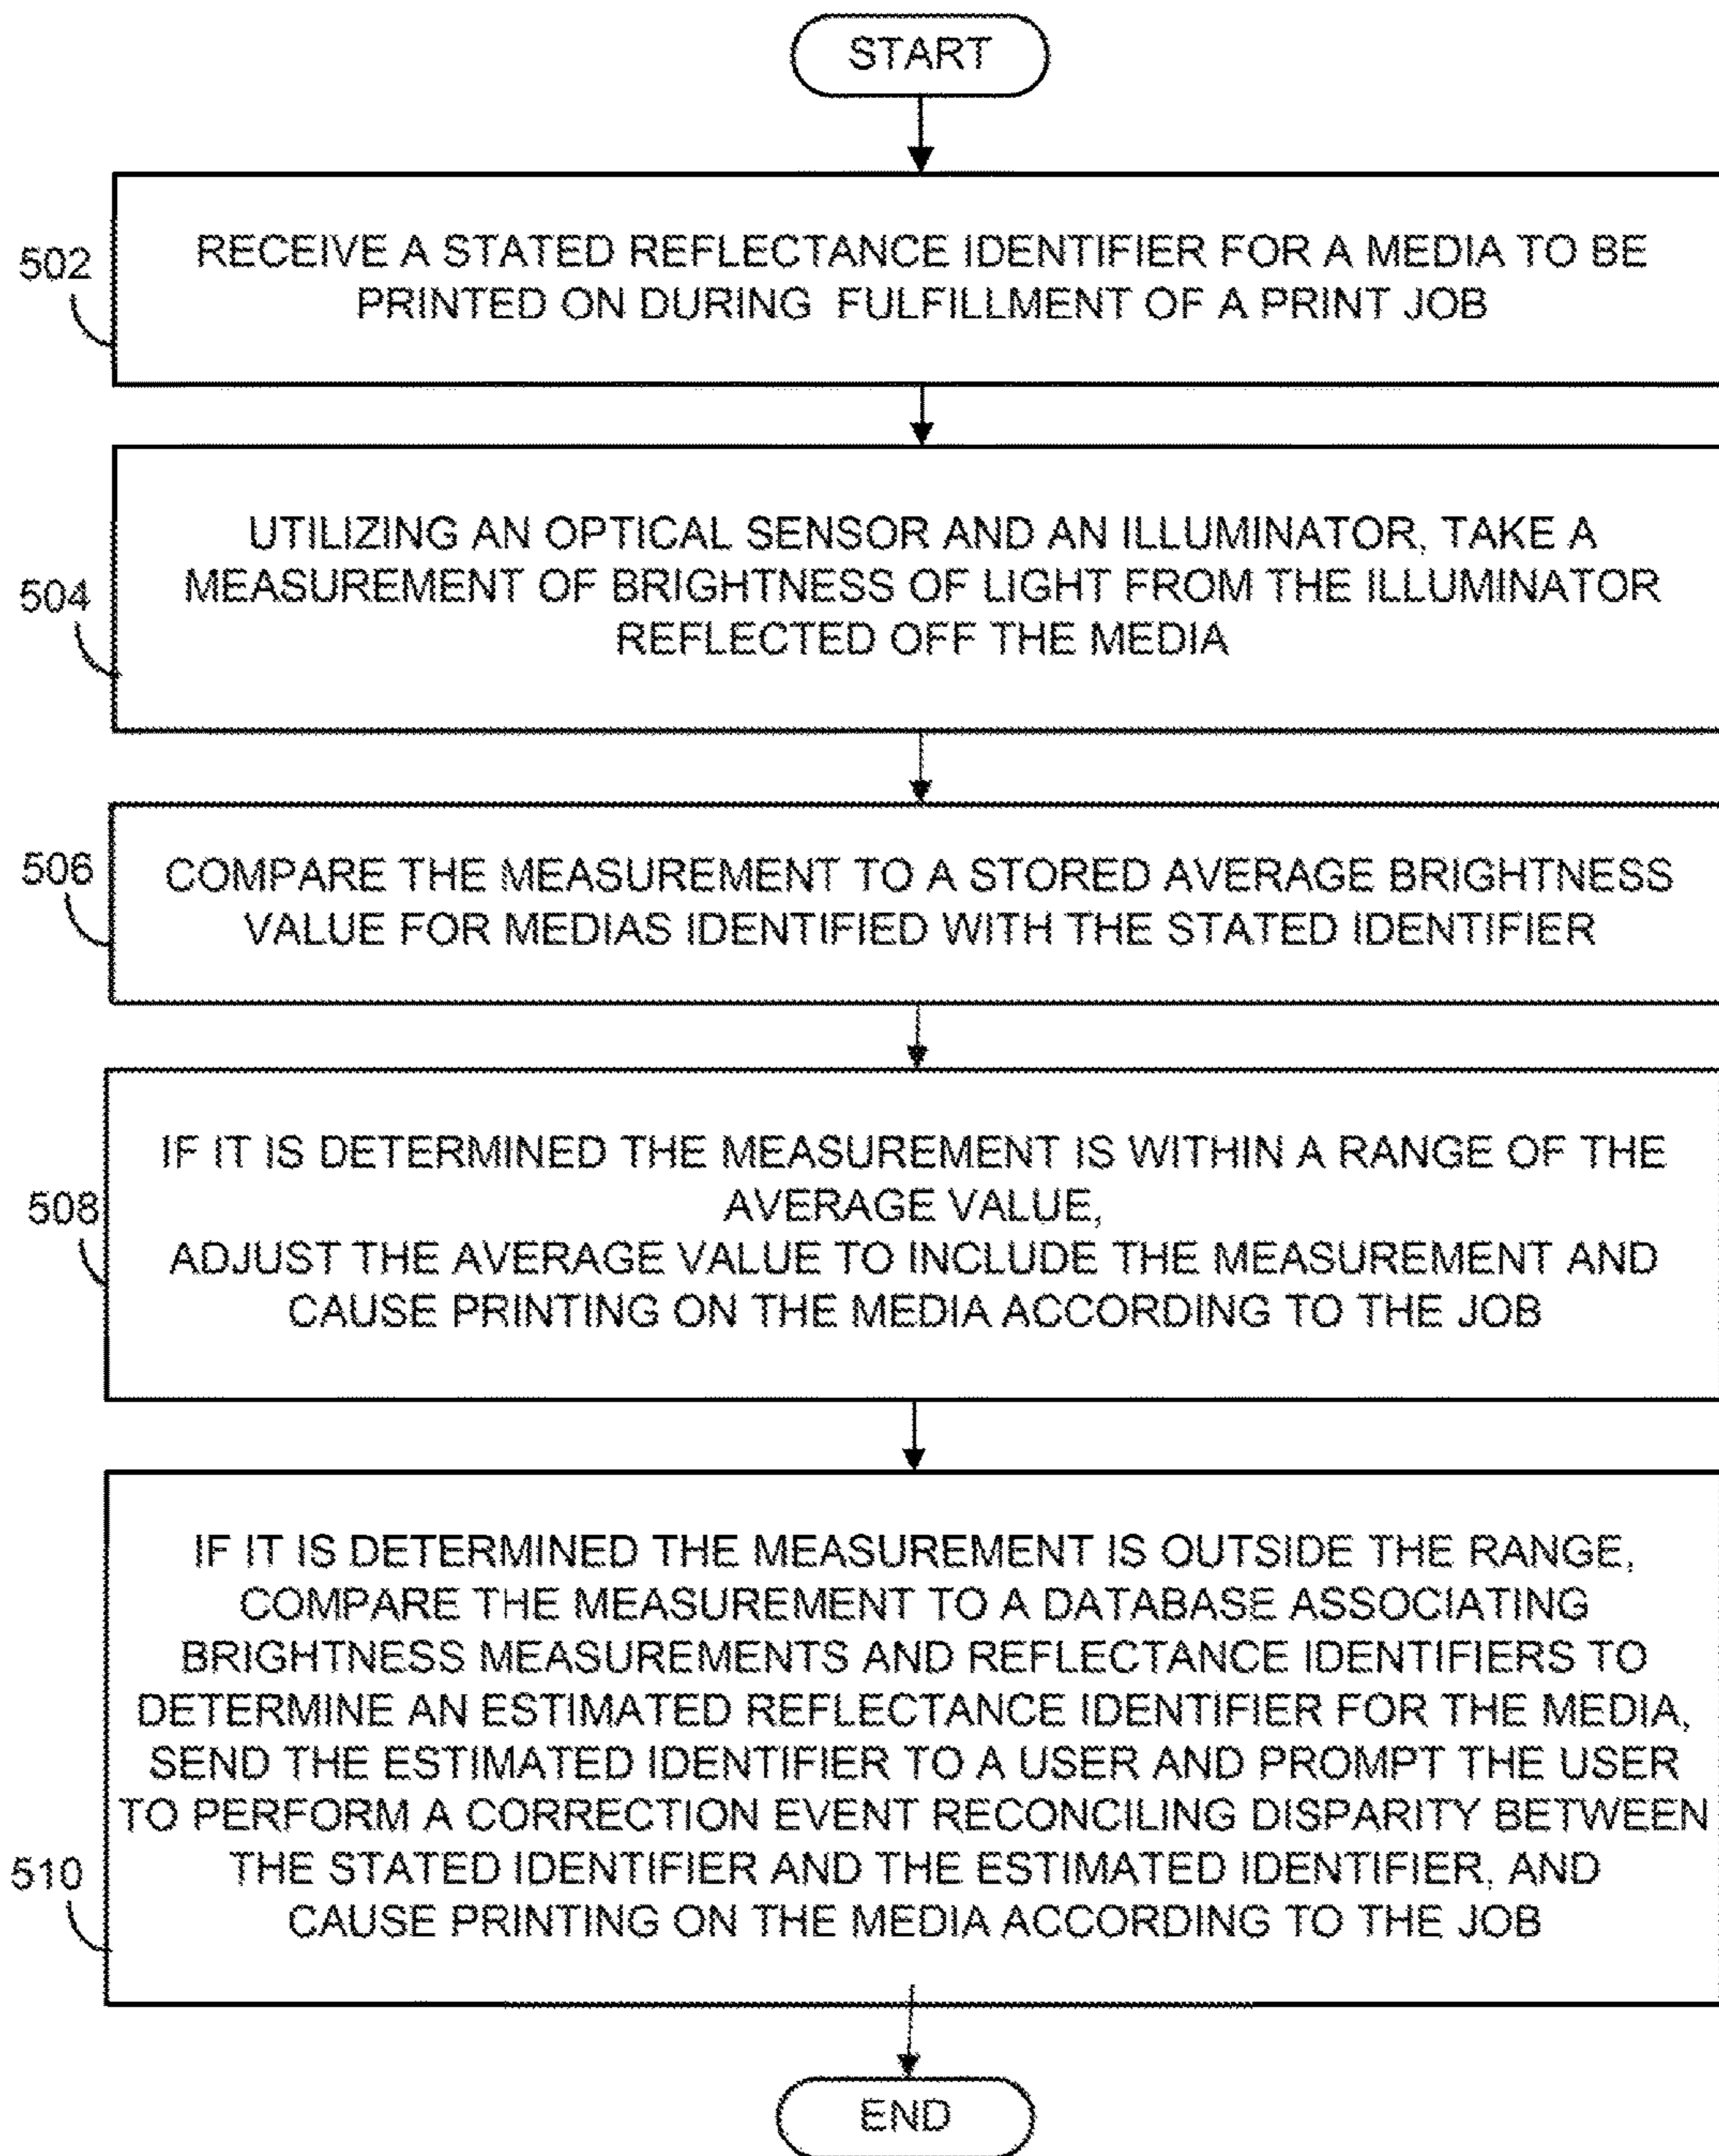 START
502
RECEIVE A STATED REFLECTANCE IDENTIFIER FOR A MEDIA TO BE
PRINTED ON DURING FULFILLMENT OF A PRINT JOB
504
UTILIZING AN OPTICAL SENSOR AND AN ILLUMINATOR, TAKE A
MEASUREMENT OF BRIGHTNESS OF LIGHT FROM THE ILLUMINATOR
REFLECTED OFF THE MEDIA
506
COMPARE THE MEASUREMENT TO A STORED AVERAGE BRIGHTNESS
VALUE FOR MEDIAS IDENTIFIED WITH THE STATED IDENTIFIER
508
IF IT IS DETERMINED THE MEASUREMENT IS WITHIN A RANGE OF THE
AVERAGE VALUE,
ADJUST THE AVERAGE VALUE TO INCLUDE THE MEASUREMENT AND
CAUSE PRINTING ON THE MEDIA ACCORDING TO THE JOB
510
IF IT IS DETERMINED THE MEASUREMENT IS OUTSIDE THE RANGE,
COMPARE THE MEASUREMENT TO A DATABASE ASSOCIATING
BRIGHTNESS MEASUREMENTS AND REFLECTANCE IDENTIFIERS TO
DETERMINE AN ESTIMATED REFLECTANCE IDENTIFIER FOR THE MEDIA,
SEND THE ESTIMATED IDENTIFIER TO A USER AND PROMPT THE USER
TO PERFORM A CORRECTION EVENT RECONCILING DISPARITY BETWEEN
THE STATED IDENTIFIER AND THE ESTIMATED IDENTIFIER, AND
CAUSE PRINTING ON THE MEDIA ACCORDING TO THE JOB
END